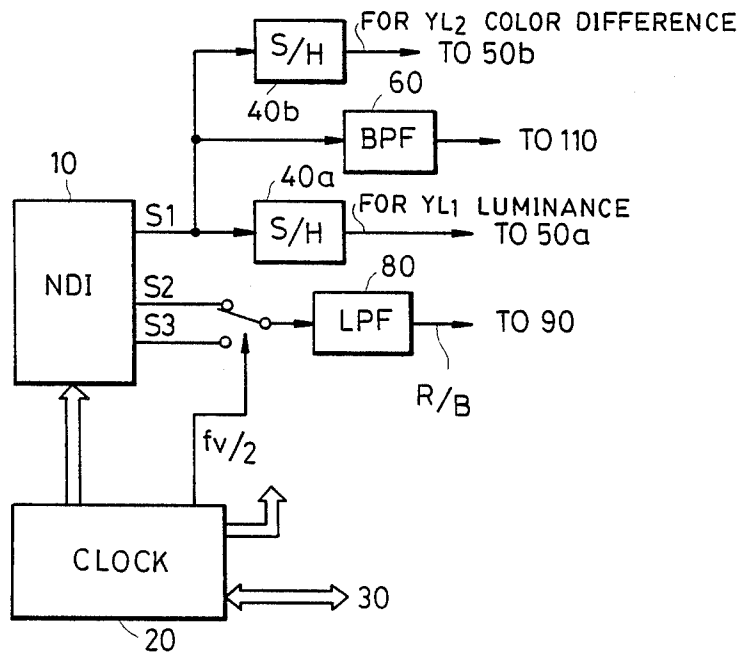 FOR YL2 COLOR DIFFERENCE
S/H
TO 50b
40b
60
BPF
TO 110
10
40a
FOR YL1 LUMINANCE
S1
S/H
TO 50a
NDI
80
S2
LPF
TO 90
S3
R/B
fv/2
CLOCK
30
20